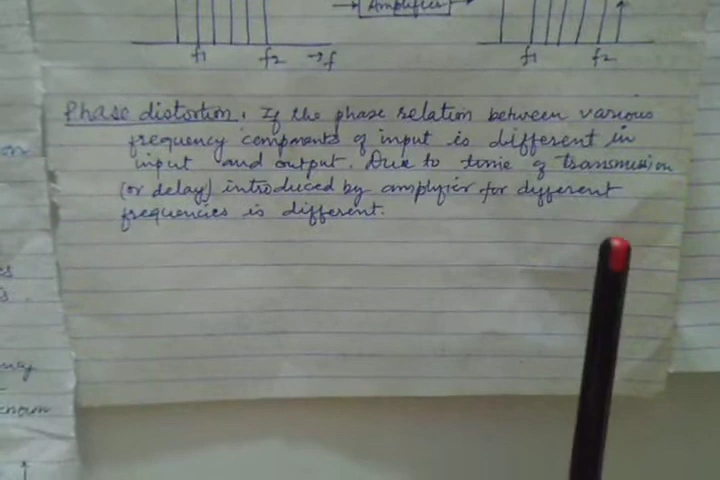 Amplifier
f1 f2 → f f1 f2
Phase distortion. If the phase relation between various
frequency components of input is different in
input and output. Due to time of transmission
(or delay) introduced by amplifier for different
frequencies is different.